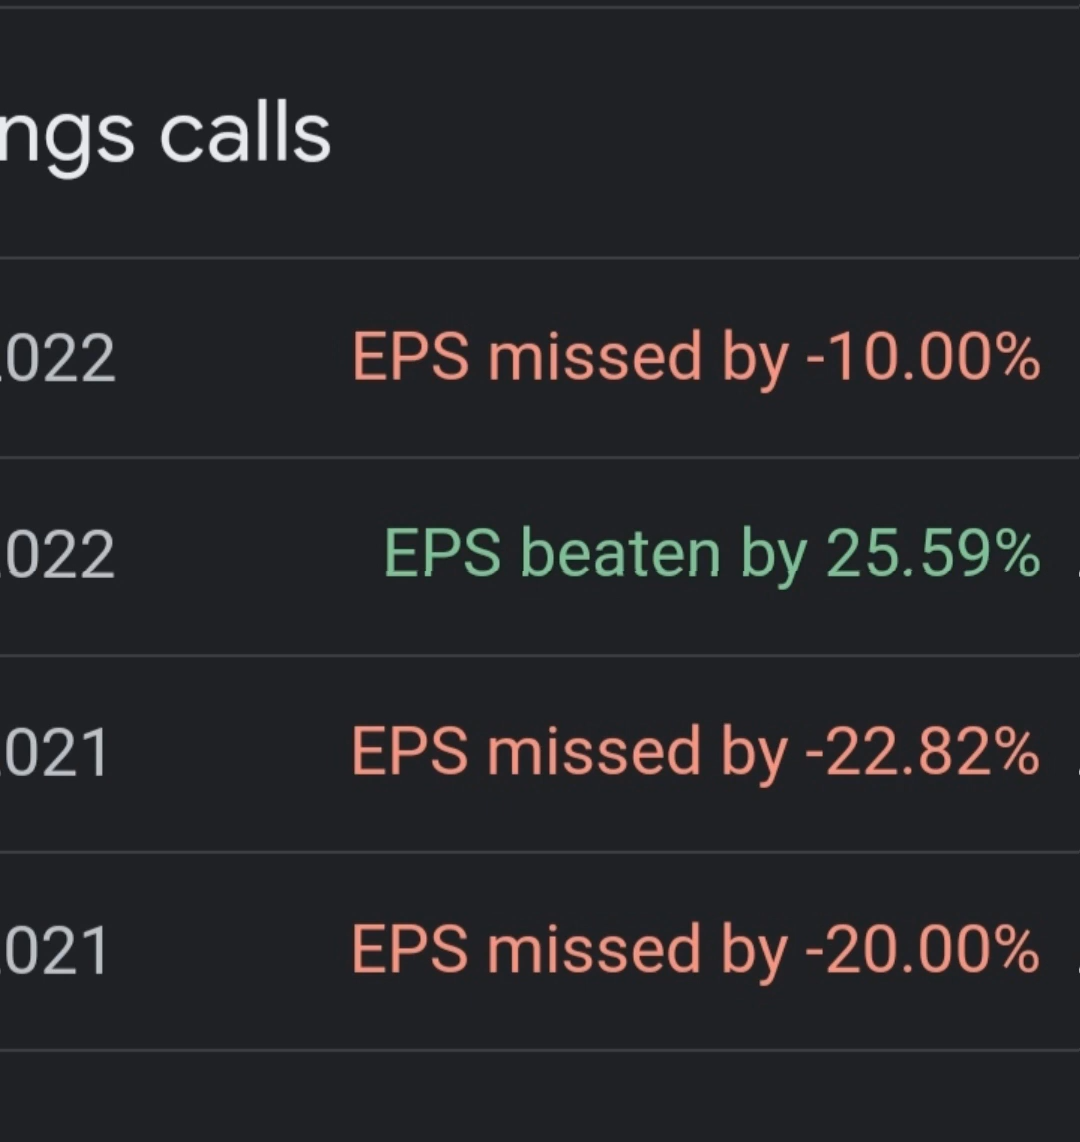 ngs calls
022 EPS missed by -10.00%
022 EPS beaten by 25.59%
021 EPS missed by -22.82%
021 EPS missed by -20.00%